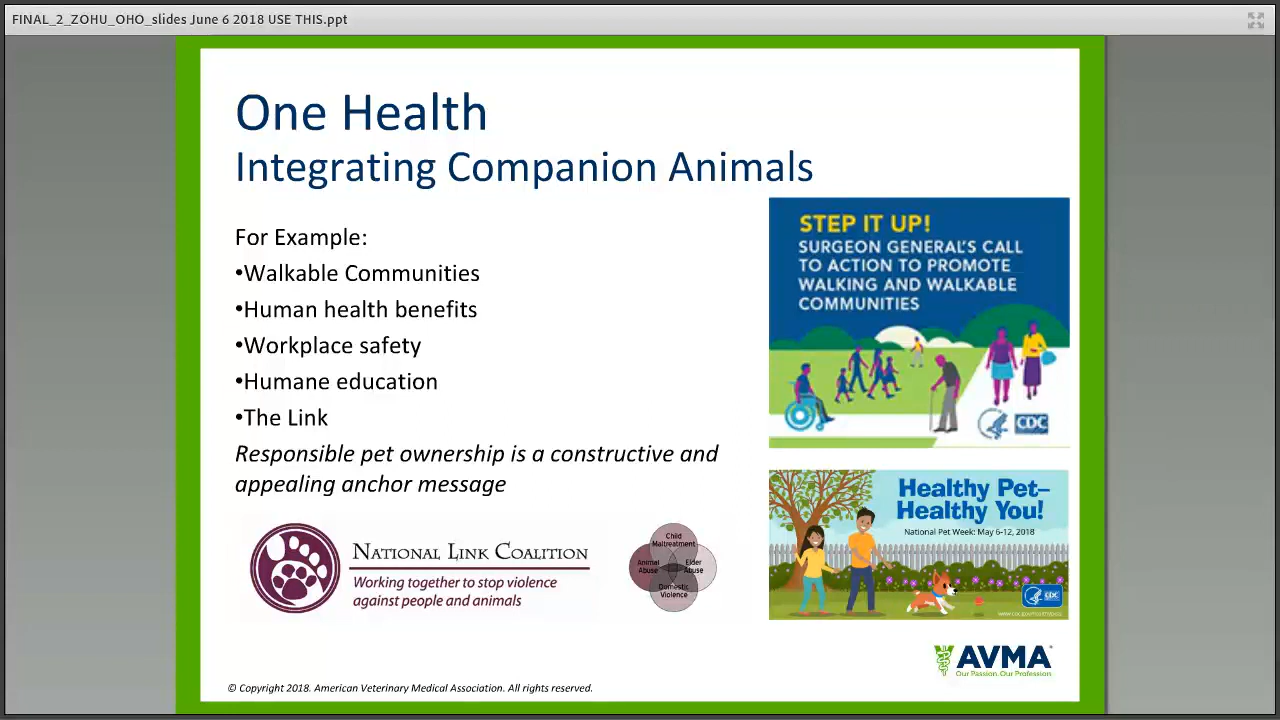 FINAL_2_ZOHU_OHO_slides June 6 2018 USE THIS.ppt
One Health
Integrating Companion Animals
For Example:
•Walkable Communities
•Human health benefits
•Workplace safety
•Humane education
•The Link
Responsible pet ownership is a constructive and
appealing anchor message
STEP IT UP!
SURGEON GENERAL'S CALL
TO ACTION TO PROMOTE
WALKING AND WALKABLE
COMMUNITIES
CDC
Healthy Pet–
Healthy You!
National Pet Week: May 6-12, 2018
CDC
NATIONAL LINK COALITION
Working together to stop violence
against people and animals
Child
Maltreatment
Animal
Abuse
Elder
Abuse
Domestic
Violence
AVMA
Our Passion. Our Profession
© Copyright 2018. American Veterinary Medical Association. All rights reserved.